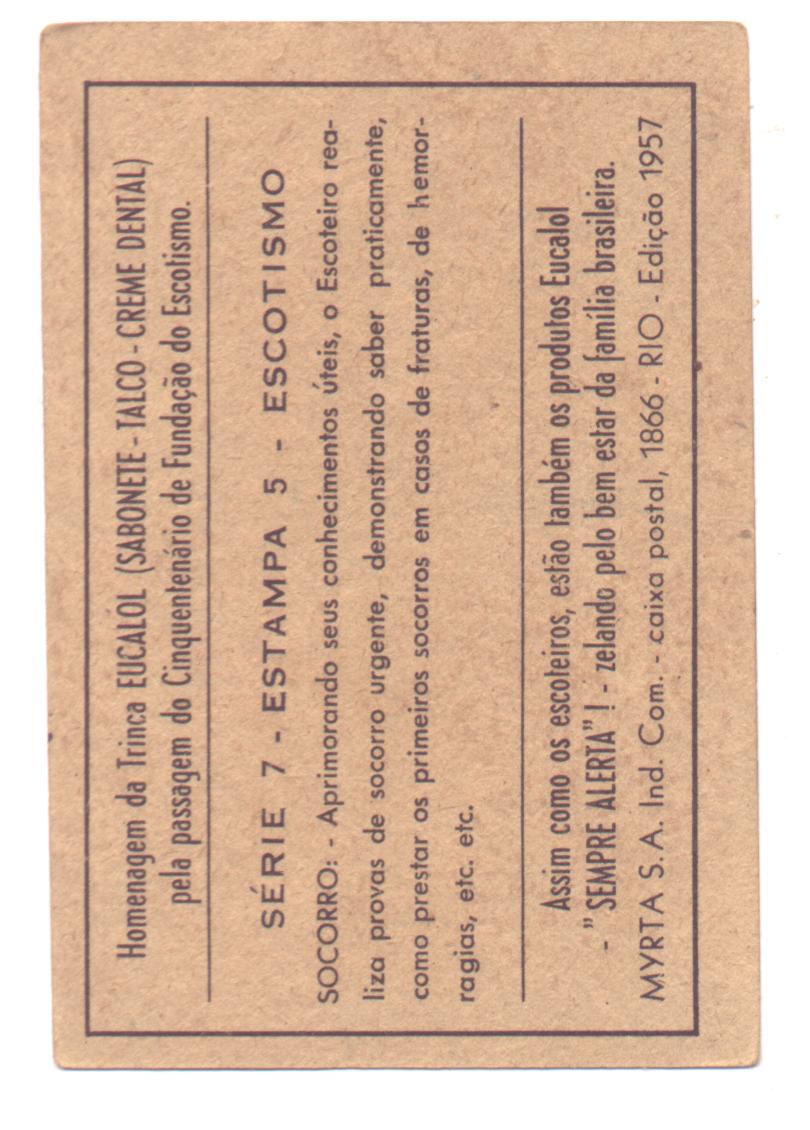 Homenagem da Trinca EUCALOL (SABONETE - TALCO - CREME DENTAL)
pela passagem do Cinquentenário de Fundação do Escotismo.
SÉRIE 7 - ESTAMPA 5 - ESCOTISMO
SOCORRO: - Aprimorando seus conhecimentos úteis, o Escoteiro rea-
liza provas de socorro urgente, demonstrando saber praticamente,
como prestar os primeiros socorros em casos de fraturas, de hemor-
ragias, etc. etc.
Assim como os escoteiros, estão também os produtos Eucalol
- " SEMPRE ALERTA" ! - zelando pelo bem estar da família brasileira.
MYRTA S. A. Ind. Com. - caixa postal, 1866 - RIO - Edição 1957